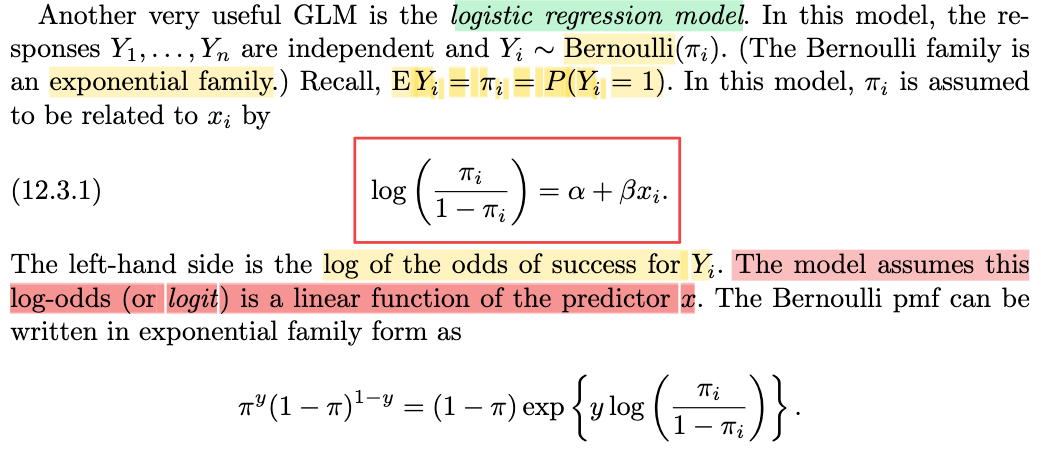 Another very useful GLM is the logistic regression model. In this model, the re-
sponses Y₁, . . . , Yₙ are independent and Yᵢ ∼ Bernoulli(πᵢ). (The Bernoulli family is
an exponential family.) Recall, E Yᵢ = πᵢ = P(Yᵢ = 1). In this model, πᵢ is assumed
to be related to xᵢ by
(12.3.1) log(πᵢ / (1 − πᵢ)) = α + βxᵢ.
The left-hand side is the log of the odds of success for Yᵢ. The model assumes this
log-odds (or logit) is a linear function of the predictor x. The Bernoulli pmf can be
written in exponential family form as
π^y(1 − π)^{1−y} = (1 − π) exp{y log(πᵢ / (1 − πᵢ))}.